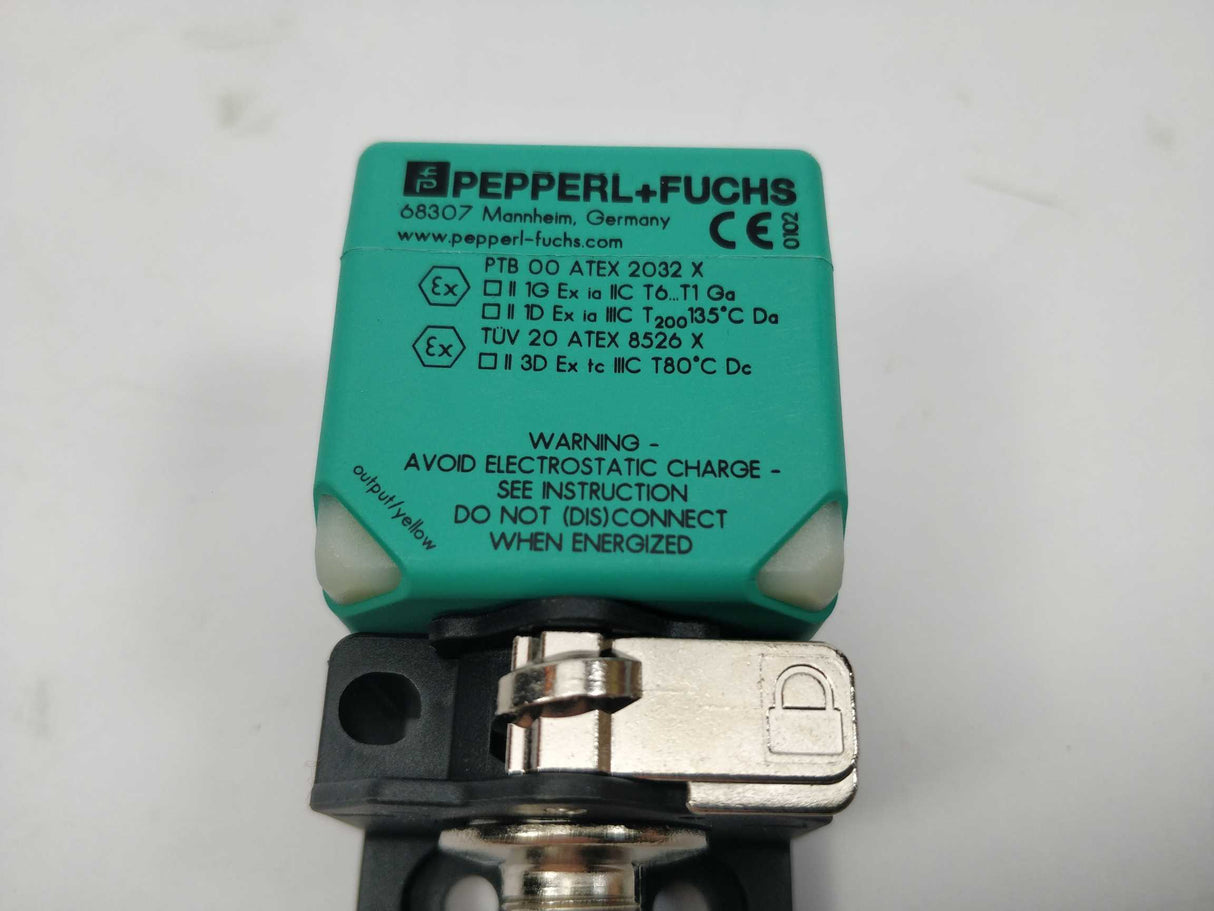 PEPPERL+FUCHS
68307 Mannheim, Germany
www.pepperl-fuchs.com
CE 0102
Ex
PTB 00 ATEX 2032 X
□ II 1G Ex ia IIC T6...T1 Ga
□ II 1D Ex ia IIIC T200135°C Da
Ex
TÜV 20 ATEX 8526 X
□ II 3D Ex tc IIIC T80°C Dc
WARNING -
AVOID ELECTROSTATIC CHARGE -
SEE INSTRUCTION
DO NOT (DIS)CONNECT
WHEN ENERGIZED
output/yellow